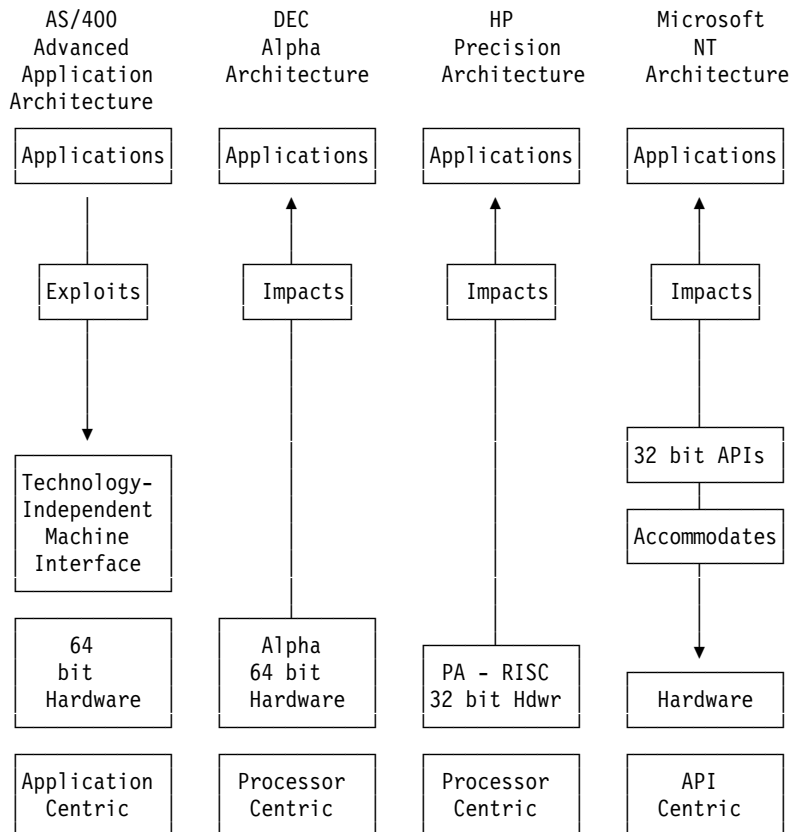 AS/400
Advanced
Application
Architecture
DEC
Alpha
Architecture
HP
Precision
Architecture
Microsoft
NT
Architecture
Applications
Applications
Applications
Applications
Exploits
Impacts
Impacts
Impacts
32 bit APIs
Technology-
Independent
Machine
Interface
Accommodates
64
bit
Hardware
Alpha
64 bit
Hardware
PA - RISC
32 bit Hdwr
Hardware
Application
Centric
Processor
Centric
Processor
Centric
API
Centric